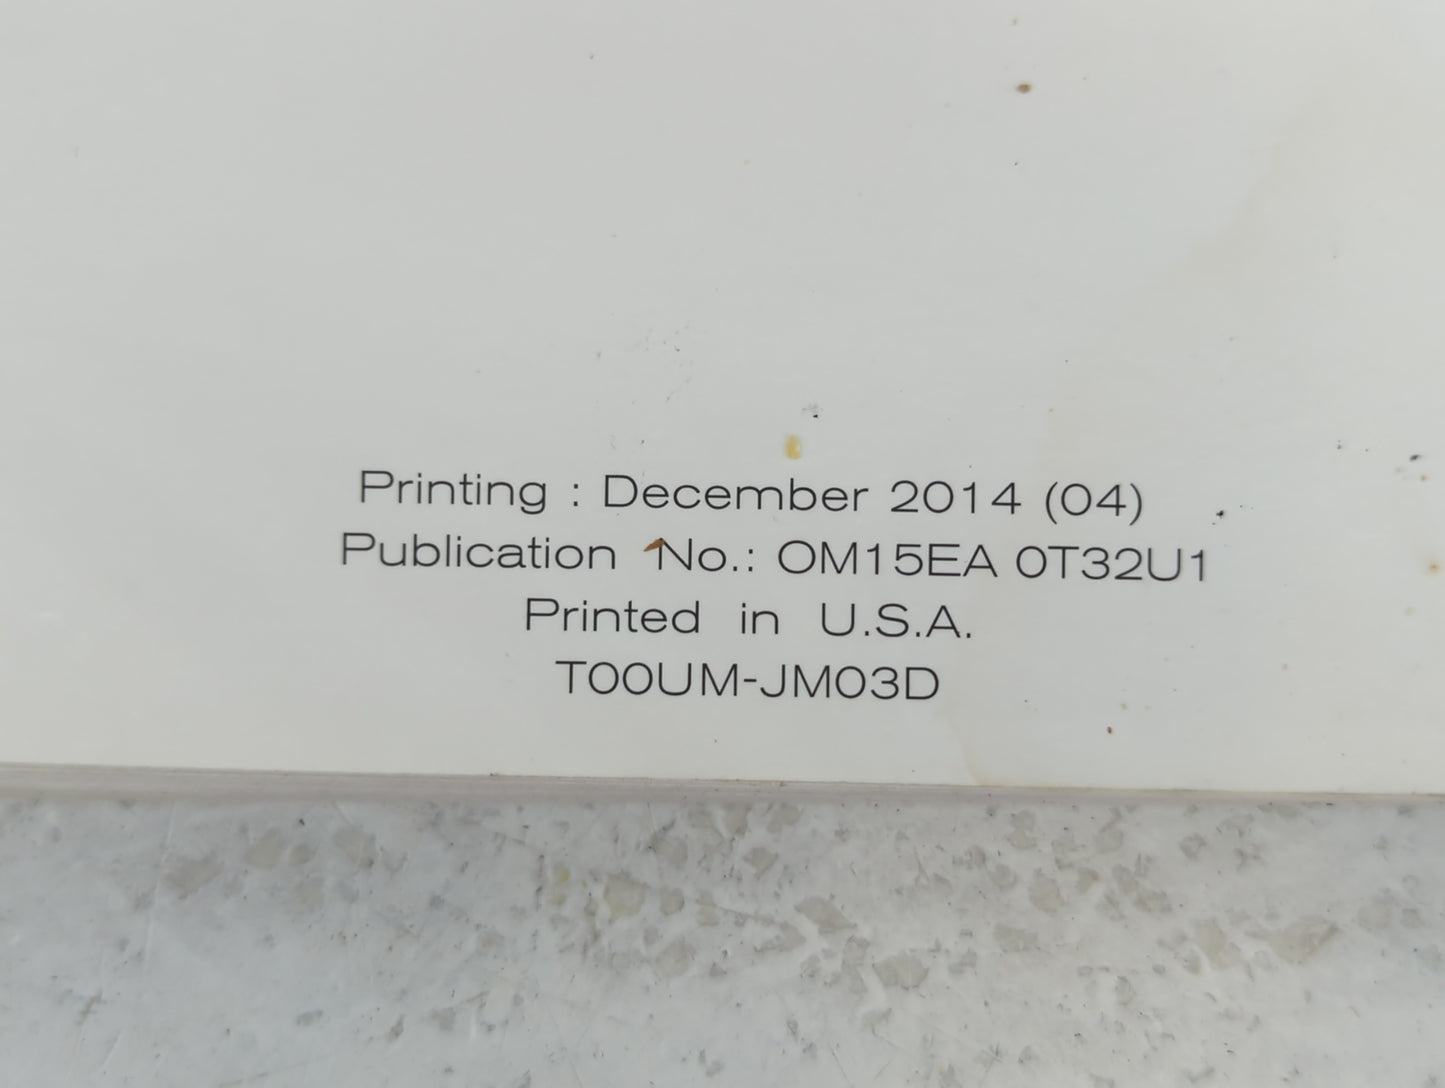 Printing : December 2014 (04)
Publication No.: OM15EA 0T32U1
Printed in U.S.A.
T00UM-JM03D